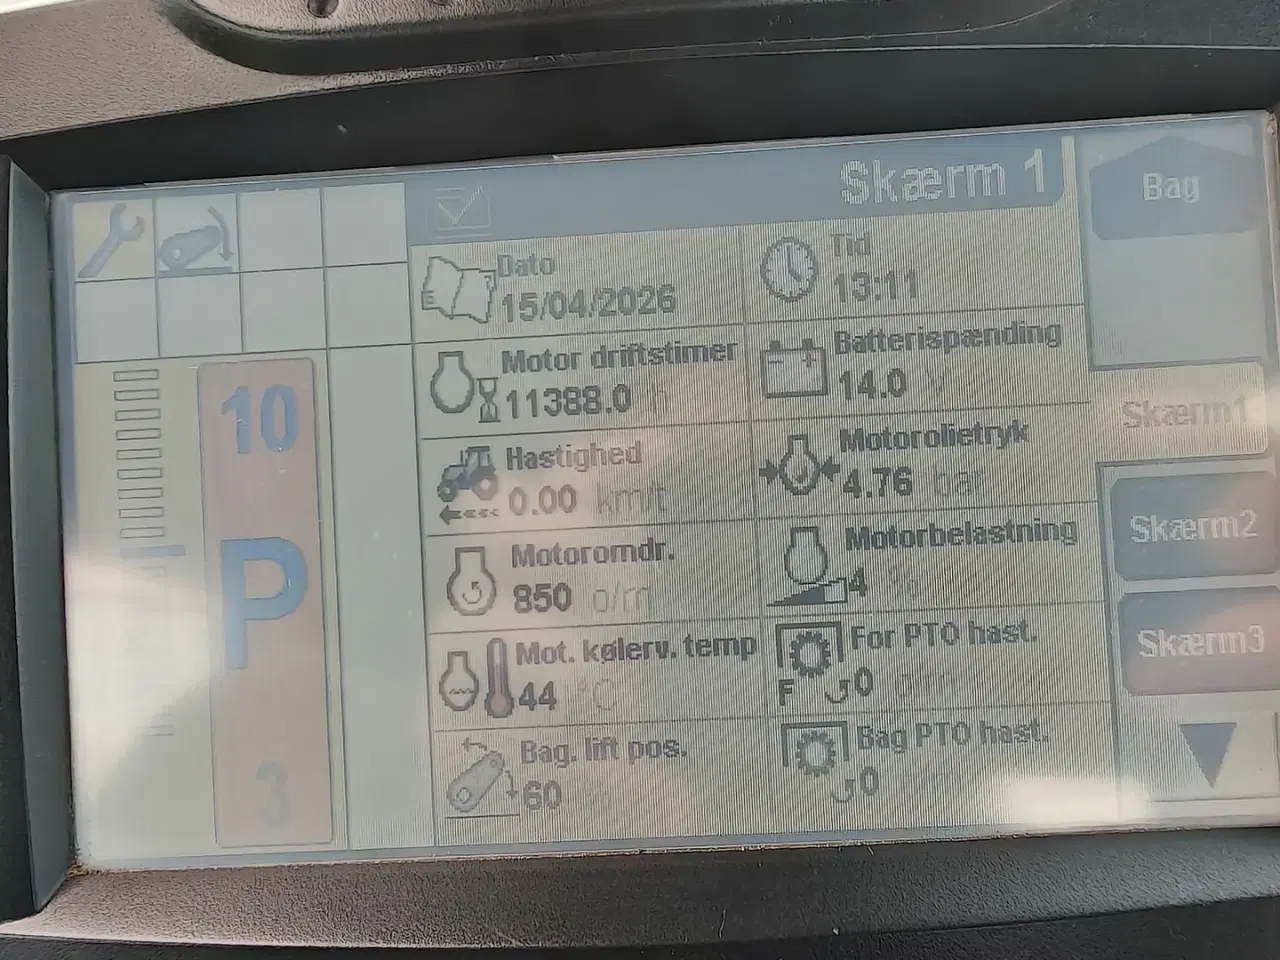 Skærm 1
Bag
Dato
15/04/2026
Tid
13:11
Motor driftstimer
11388.0 h
Batterispænding
14.0 V
Skærm1
Hastighed
0.00 km/t
Motorolietryk
4.76 bar
Skærm2
Motoromdr.
850 o/m
Motorbelastning
4 %
Skærm3
Mot. kølerv. temp
44 °C
For PTO hast.
F 0
Bag. lift pos.
60
Bag PTO hast.
0
10
P
3